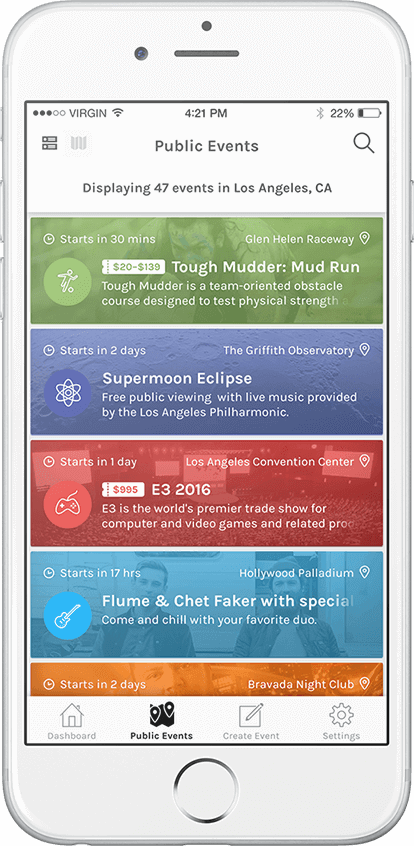 VIRGIN
4:21 PM
22%
Public Events
Displaying 47 events in Los Angeles, CA
Starts in 30 mins
Glen Helen Raceway
$20-$139
Tough Mudder: Mud Run
Tough Mudder is a team-oriented obstacle
course designed to test physical strength
Starts in 2 days
The Griffith Observatory
Supermoon Eclipse
Free public viewing with live music provided
by the Los Angeles Philharmonic.
Starts in 1 day
Los Angeles Convention Center
$995
E3 2016
E3 is the world's premier trade show for
computer and video games and related pro
Starts in 17 hrs
Hollywood Palladium
Flume & Chet Faker with special
Come and chill with your favorite duo.
Starts in 2 days
Bravada Night Club
Dashboard
Public Events
Create Event
Settings